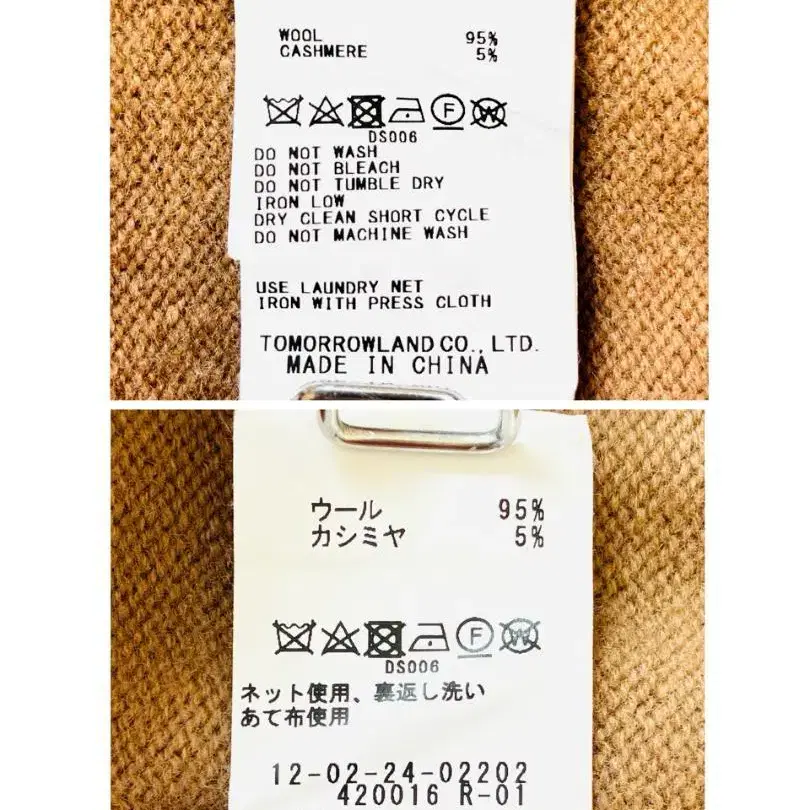 WOOL 95%
CASHMERE 5%
F W
DS006
DO NOT WASH
DO NOT BLEACH
DO NOT TUMBLE DRY
IRON LOW
DRY CLEAN SHORT CYCLE
DO NOT MACHINE WASH
USE LAUNDRY NET
IRON WITH PRESS CLOTH
TOMORROWLAND CO., LTD.
MADE IN CHINA
ウール 95%
カシミヤ 5%
F W
DS006
ネット使用、裏返し洗い
あて布使用
12-02-24-02202
420016 R-01